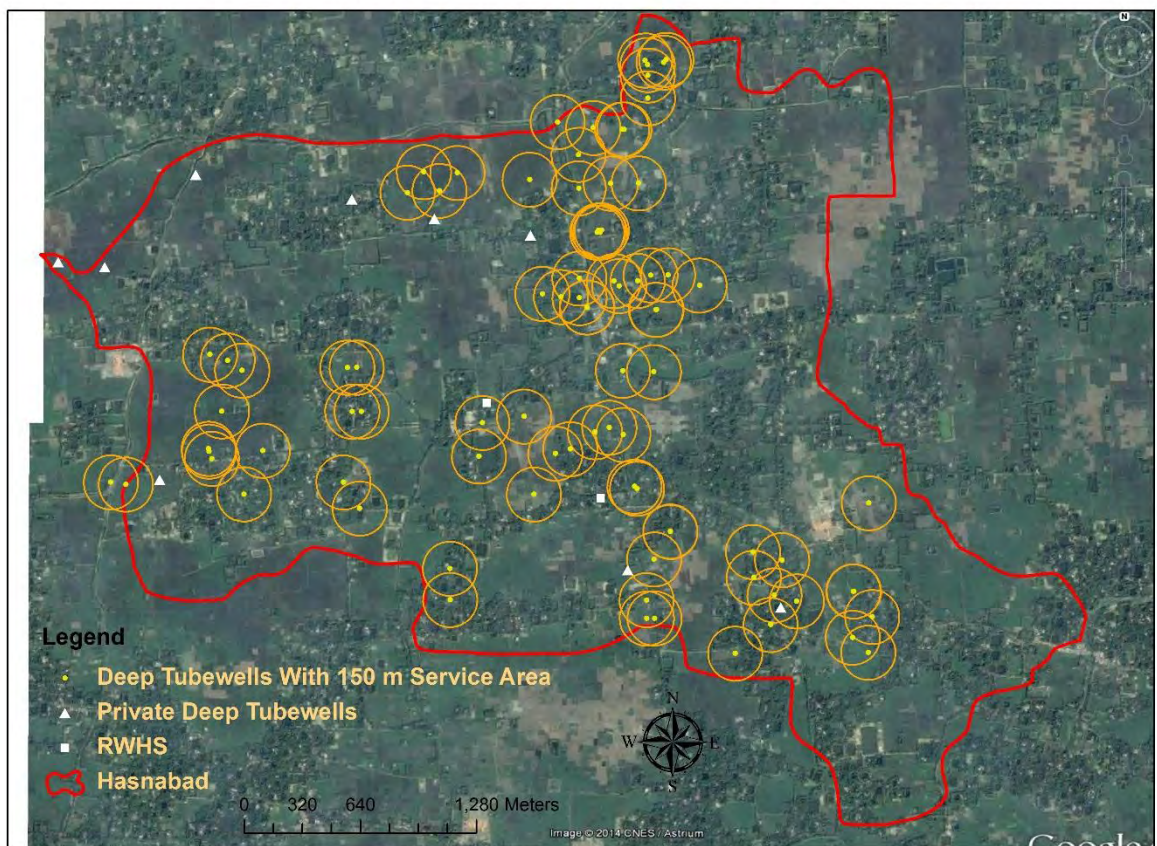 N
Legend
Deep Tubewells With 150 m Service Area
Private Deep Tubewells
RWHS
Hasnabad
N
W E
S
0 320 640 1,280 Meters
Image © 2014 CNES / Astrium
Google